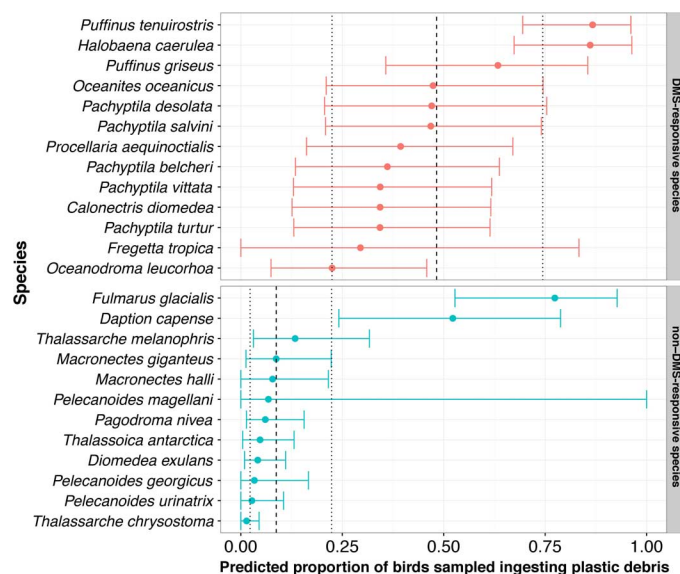 Species
Puffinus tenuirostris
Halobaena caerulea
Puffinus griseus
Oceanites oceanicus
Pachyptila desolata
Pachyptila salvini
Procellaria aequinoctialis
Pachyptila belcheri
Pachyptila vittata
Calonectris diomedea
Pachyptila turtur
Fregetta tropica
Oceanodroma leucorhoa
DMS-responsive species
Fulmarus glacialis
Daption capense
Thalassarche melanophris
Macronectes giganteus
Macronectes halli
Pelecanoides magellani
Pagodroma nivea
Thalassoica antarctica
Diomedea exulans
Pelecanoides georgicus
Pelecanoides urinatrix
Thalassarche chrysostoma
non–DMS-responsive species
0.00 0.25 0.50 0.75 1.00
Predicted proportion of birds sampled ingesting plastic debris